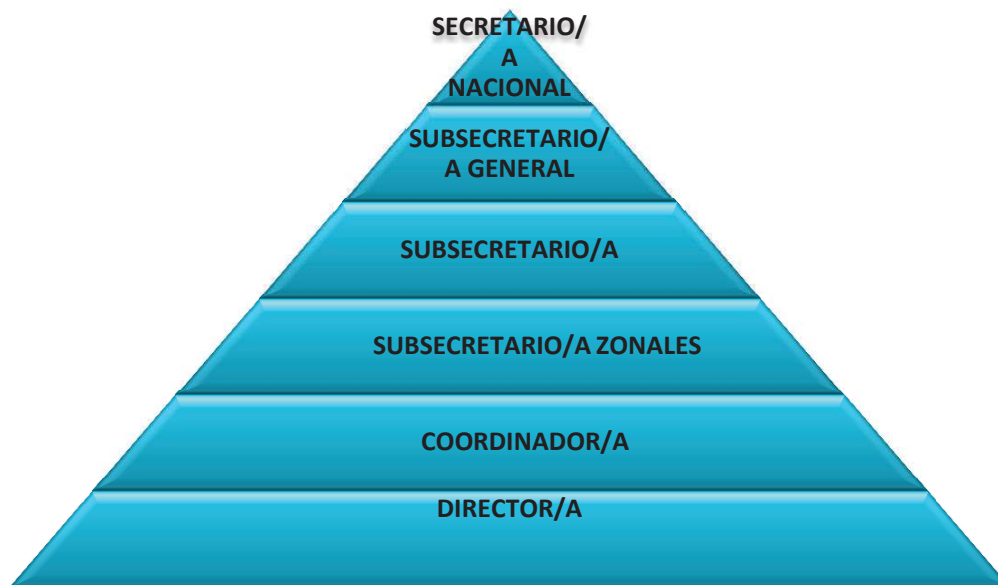 SECRETARIO/
A
NACIONAL
SUBSECRETARIO/
A GENERAL
SUBSECRETARIO/A
SUBSECRETARIO/A ZONALES
COORDINADOR/A
DIRECTOR/A